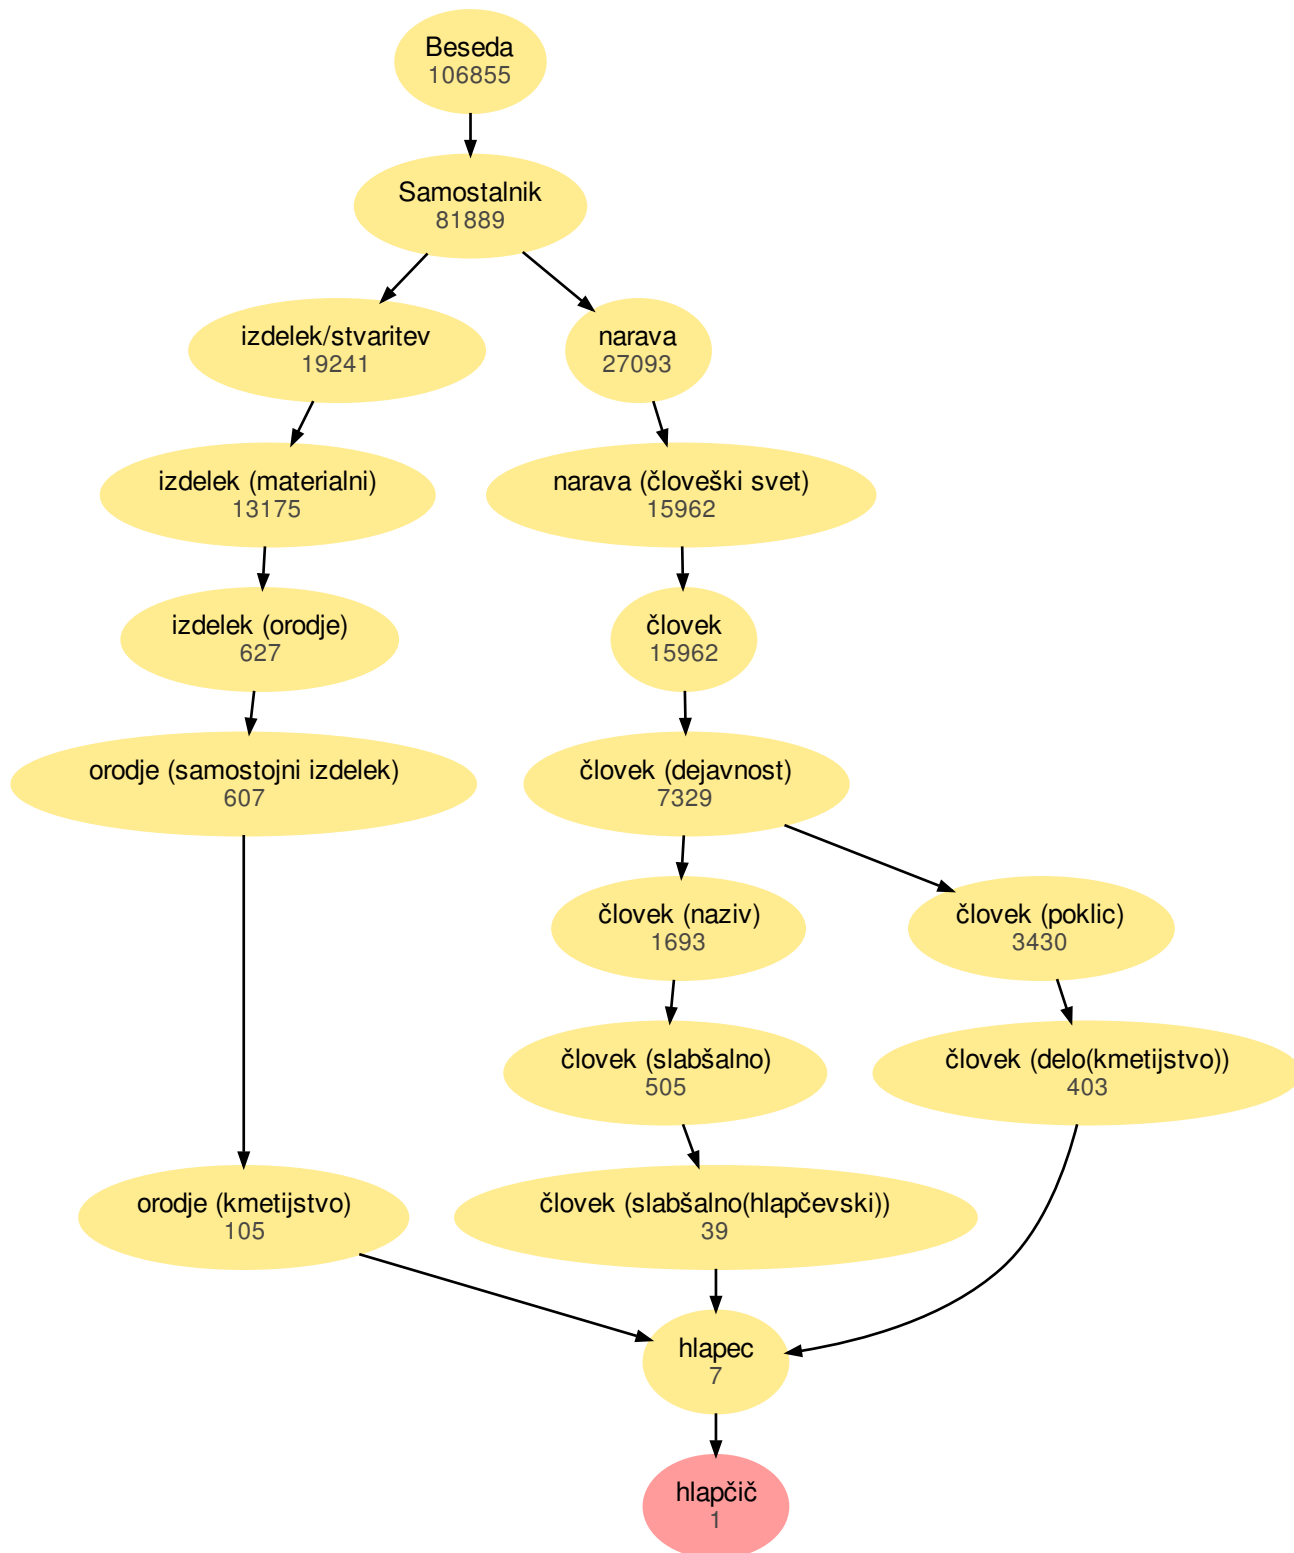 Beseda
106855
Samostalnik
81889
izdelek/stvaritev
19241
narava
27093
izdelek (materialni)
13175
narava (človeški svet)
15962
izdelek (orodje)
627
človek
15962
orodje (samostojni izdelek)
607
človek (dejavnost)
7329
človek (naziv)
1693
človek (poklic)
3430
človek (slabšalno)
505
človek (delo(kmetijstvo))
403
orodje (kmetijstvo)
105
človek (slabšalno(hlapčevski))
39
hlapec
7
hlapčič
1